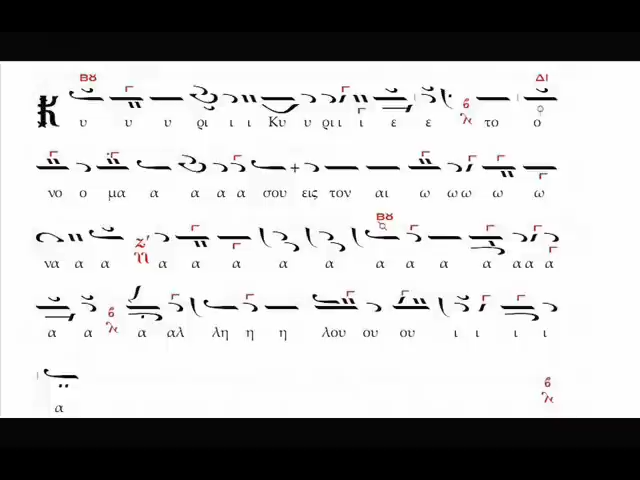 Κ υ υ υ ρι ι ι Κυ υ ρι ι ι ε ε το ο
νο ο μα α α α α σου εις τον αι ω ω ω ω ω
να α α α α α α α α α α α α α α
α α α αλ λη η η λου ου ου ι ι ι ι
α